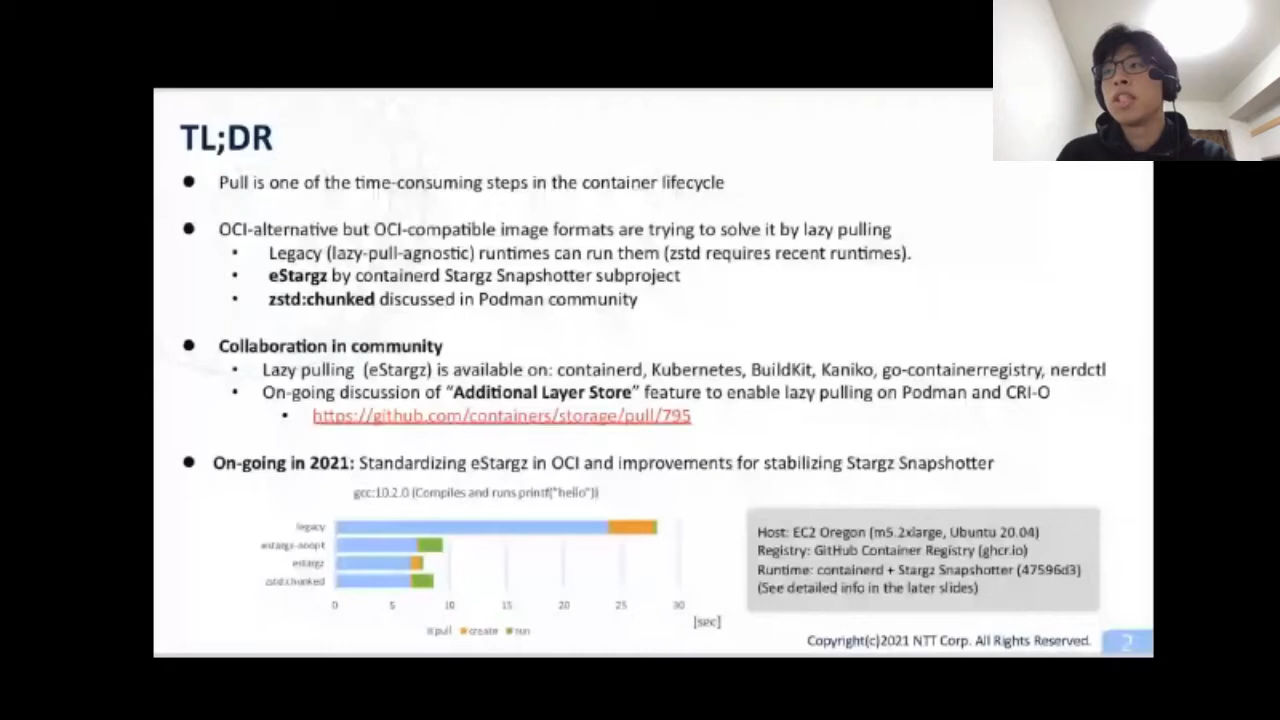 TL;DR
● Pull is one of the time-consuming steps in the container lifecycle
● OCI-alternative but OCI-compatible image formats are trying to solve it by lazy pulling
• Legacy (lazy-pull-agnostic) runtimes can run them (zstd requires recent runtimes).
• eStargz by containerd Stargz Snapshotter subproject
• zstd:chunked discussed in Podman community
● Collaboration in community
• Lazy pulling (eStargz) is available on: containerd, Kubernetes, BuildKit, Kaniko, go-containerregistry, nerdctl
• On-going discussion of “Additional Layer Store” feature to enable lazy pulling on Podman and CRI-O
• https://github.com/containers/storage/pull/795
● On-going in 2021: Standardizing eStargz in OCI and improvements for stabilizing Stargz Snapshotter
gcc:10.2.0 (Compiles and runs printf("hello"))
legacy
estargz-noopt
estargz
zstd:chunked
0 5 10 15 20 25 30
[sec]
pull create run
Host: EC2 Oregon (m5.2xlarge, Ubuntu 20.04)
Registry: GitHub Container Registry (ghcr.io)
Runtime: containerd + Stargz Snapshotter (47596d3)
(See detailed info in the later slides)
Copyright(c)2021 NTT Corp. All Rights Reserved.
2